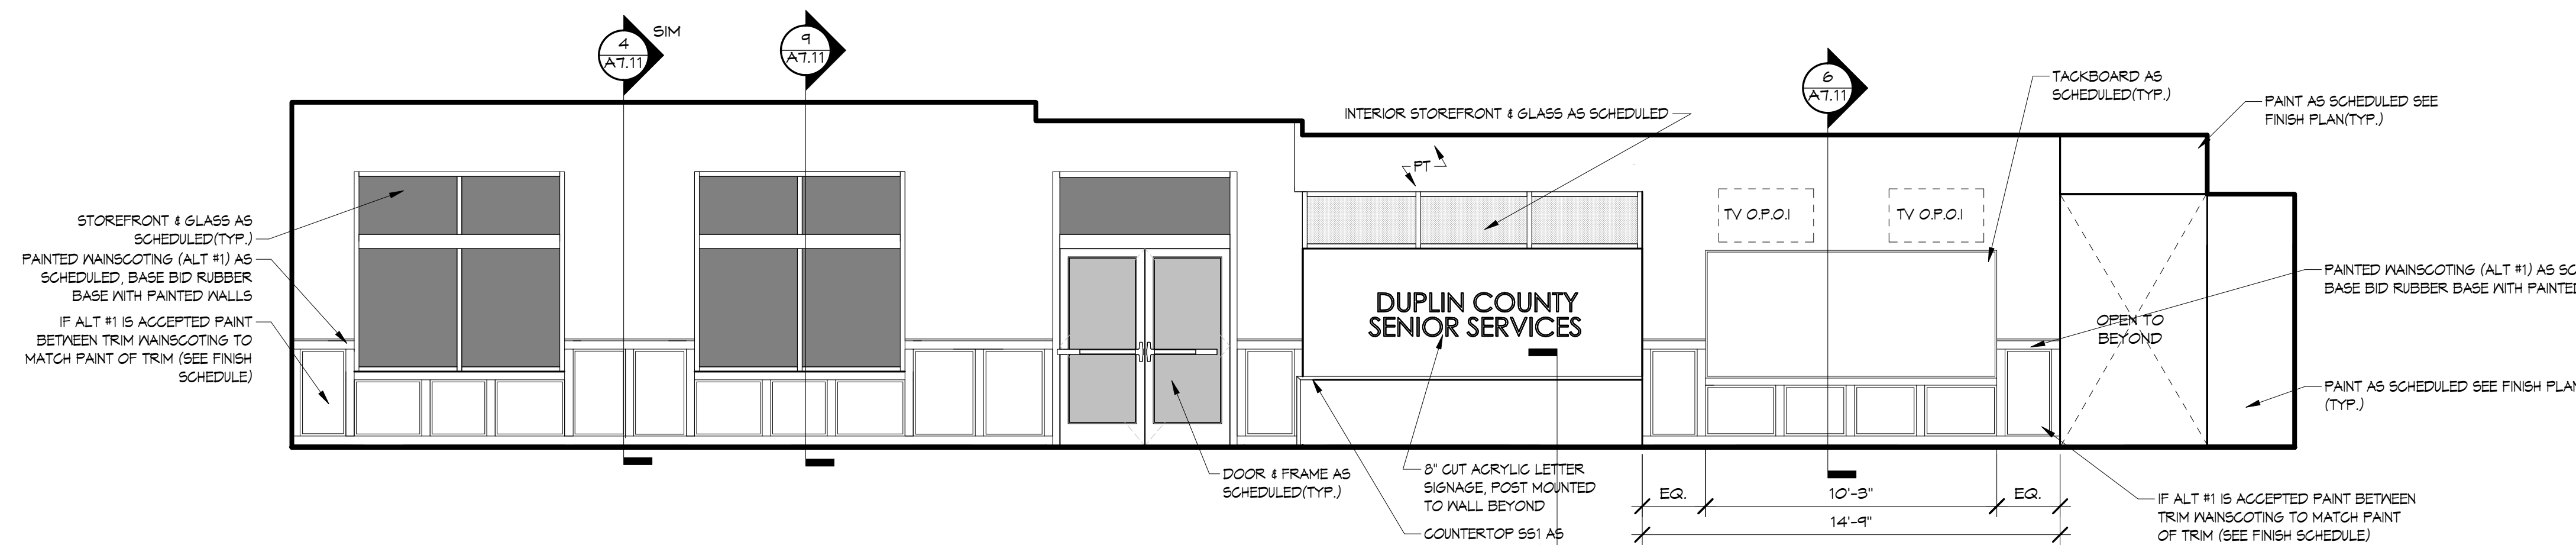 4
A7.11
SIM
9
A7.11
6
A7.11
TACKBOARD AS
SCHEDULED(TYP.)
PAINT AS SCHEDULED SEE
FINISH PLAN(TYP.)
INTERIOR STOREFRONT & GLASS AS SCHEDULED
PT
STOREFRONT & GLASS AS
SCHEDULED(TYP.)
PAINTED WAINSCOTING (ALT #1) AS
SCHEDULED, BASE BID RUBBER
BASE WITH PAINTED WALLS
IF ALT #1 IS ACCEPTED PAINT
BETWEEN TRIM WAINSCOTING TO
MATCH PAINT OF TRIM (SEE FINISH
SCHEDULE)
TV O.P.O.I
TV O.P.O.I
DUPLIN COUNTY
SENIOR SERVICES
OPEN TO
BEYOND
PAINTED WAINSCOTING (ALT #1) AS SC
BASE BID RUBBER BASE WITH PAINTED
PAINT AS SCHEDULED SEE FINISH PLAN
(TYP.)
DOOR & FRAME AS
SCHEDULED(TYP.)
8" CUT ACRYLIC LETTER
SIGNAGE, POST MOUNTED
TO WALL BEYOND
COUNTERTOP SS1 AS
EQ.
10'-3"
EQ.
14'-9"
IF ALT #1 IS ACCEPTED PAINT BETWEEN
TRIM WAINSCOTING TO MATCH PAINT
OF TRIM (SEE FINISH SCHEDULE)